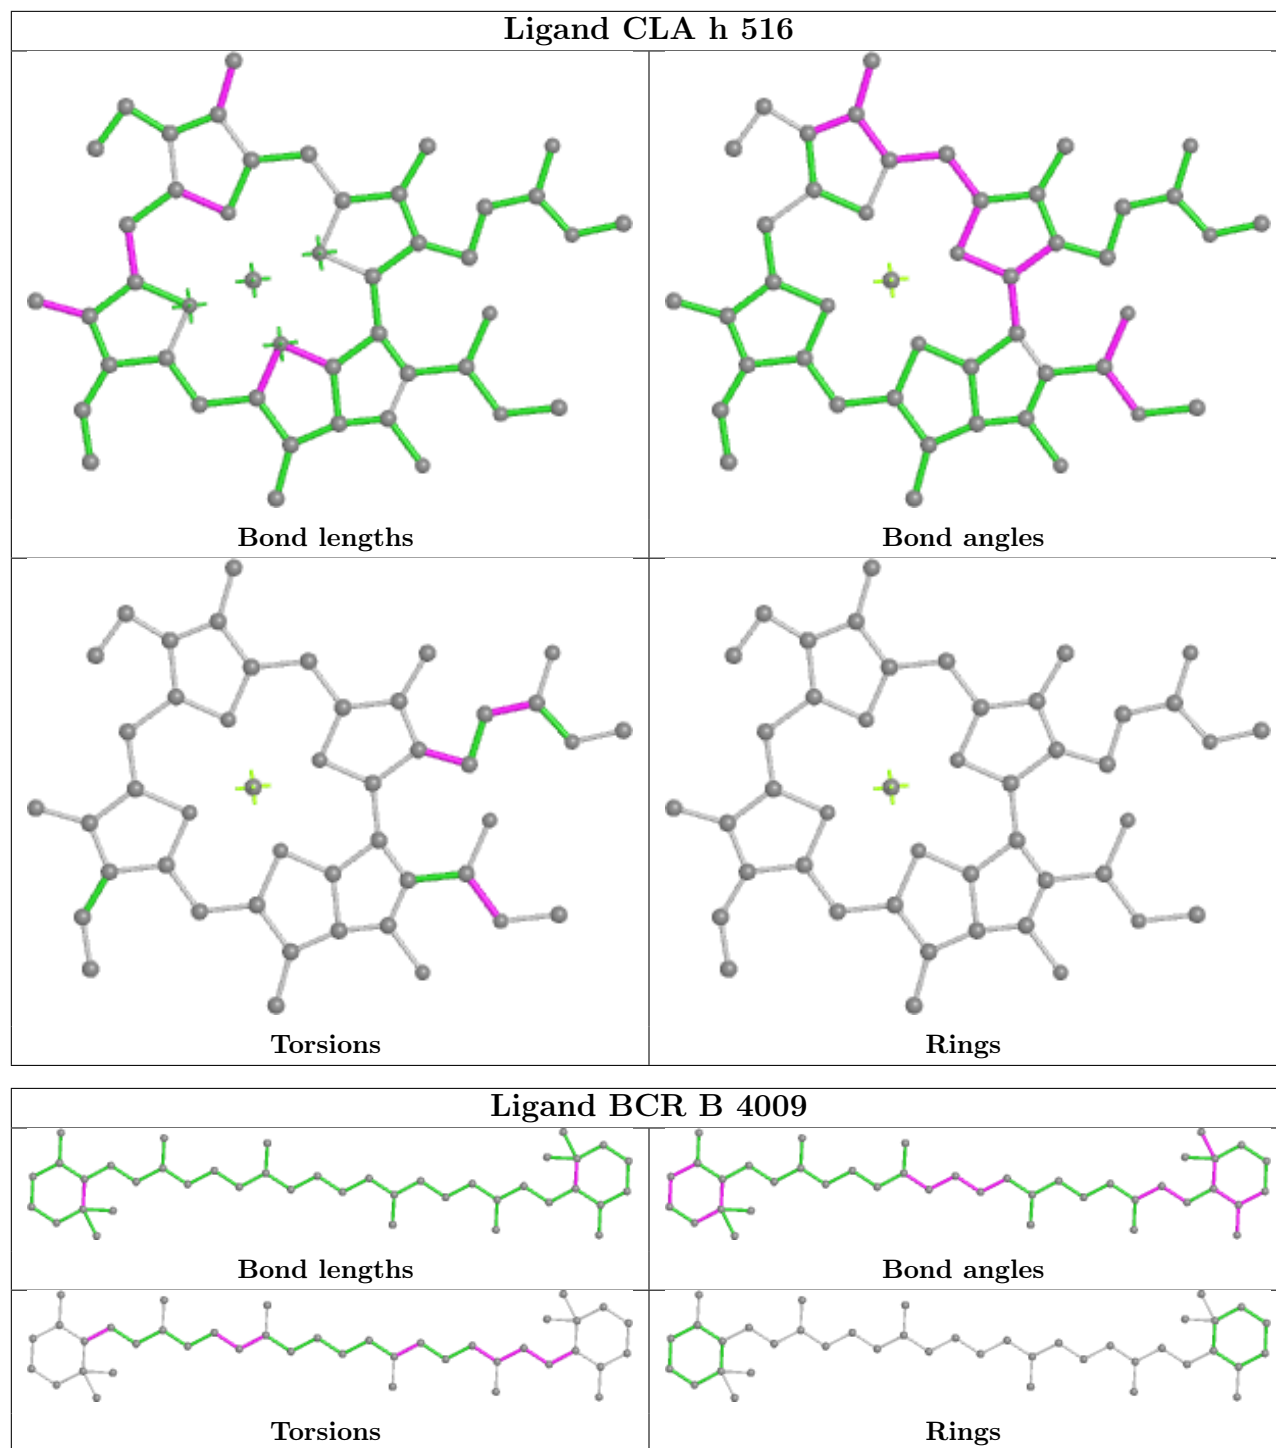 Ligand CLA h 516
Bond lengths
Bond angles
Torsions
Rings
Ligand BCR B 4009
Bond lengths
Bond angles
Torsions
Rings